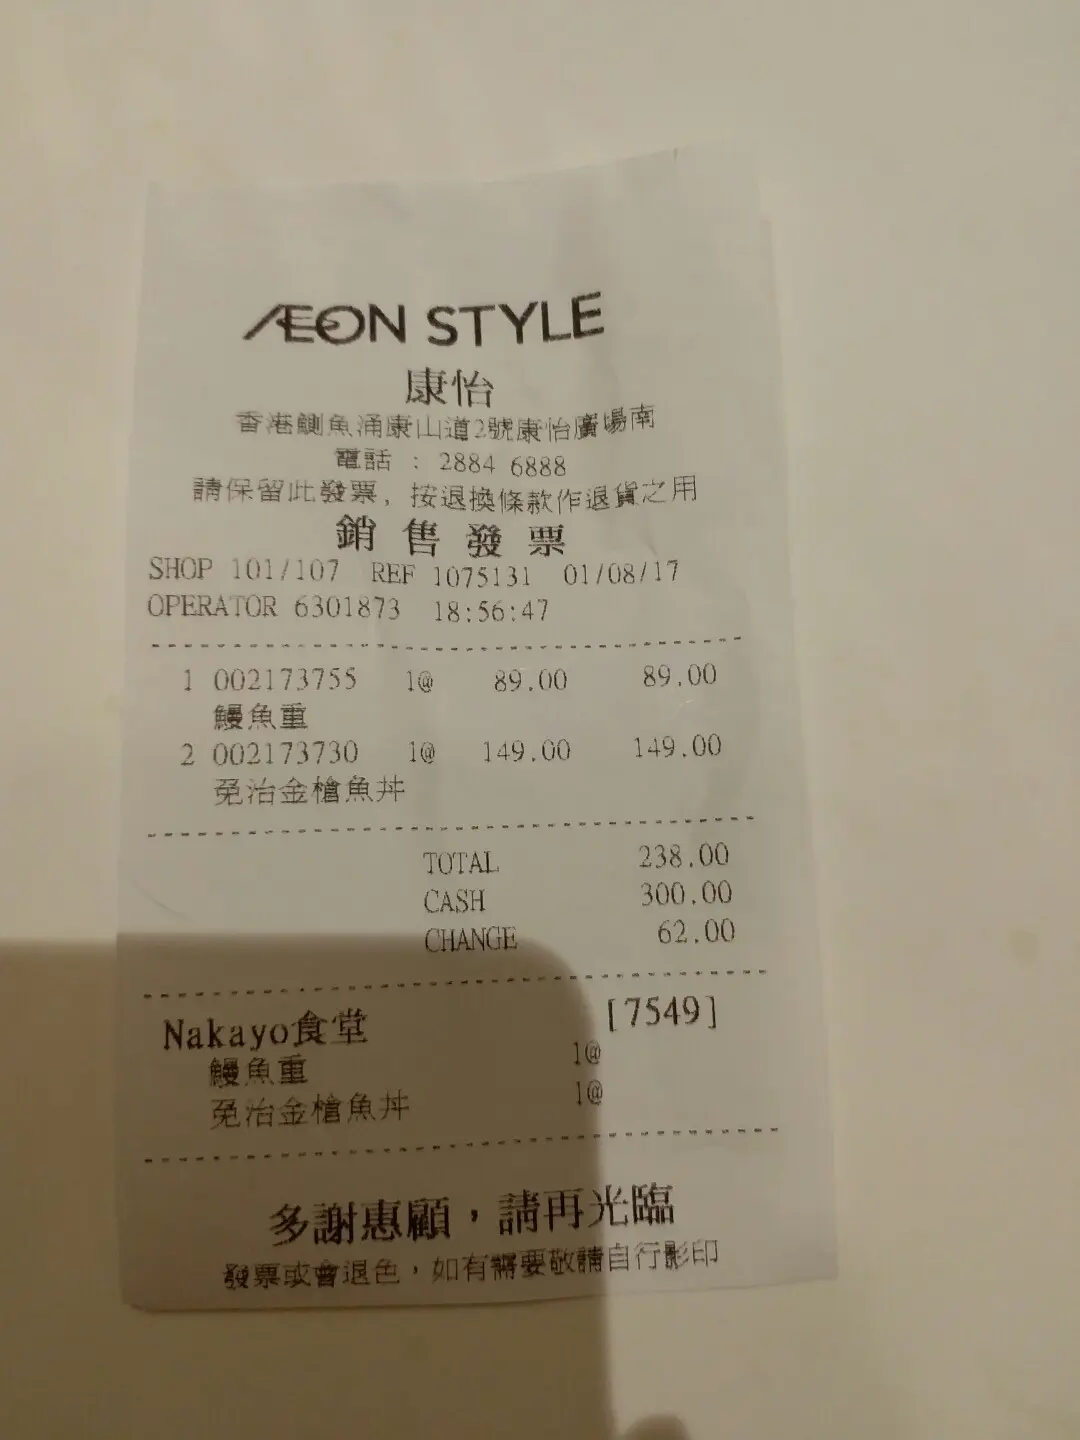 ÆON STYLE
康怡
香港鰂魚涌康山道2號康怡廣場南
電話 : 2884 6888
請保留此發票, 按退換條款作退貨之用
銷售發票
SHOP 101/107 REF 1075131 01/08/17
OPERATOR 6301873 18:56:47
1 002173755 1@ 89.00 89.00
鰻魚重
2 002173730 1@ 149.00 149.00
免治金槍魚丼
TOTAL 238.00
CASH 300.00
CHANGE 62.00
Nakayo食堂 [7549]
鰻魚重 1@
免治金槍魚丼 1@
多謝惠顧，請再光臨
發票或會退色，如有需要敬請自行影印